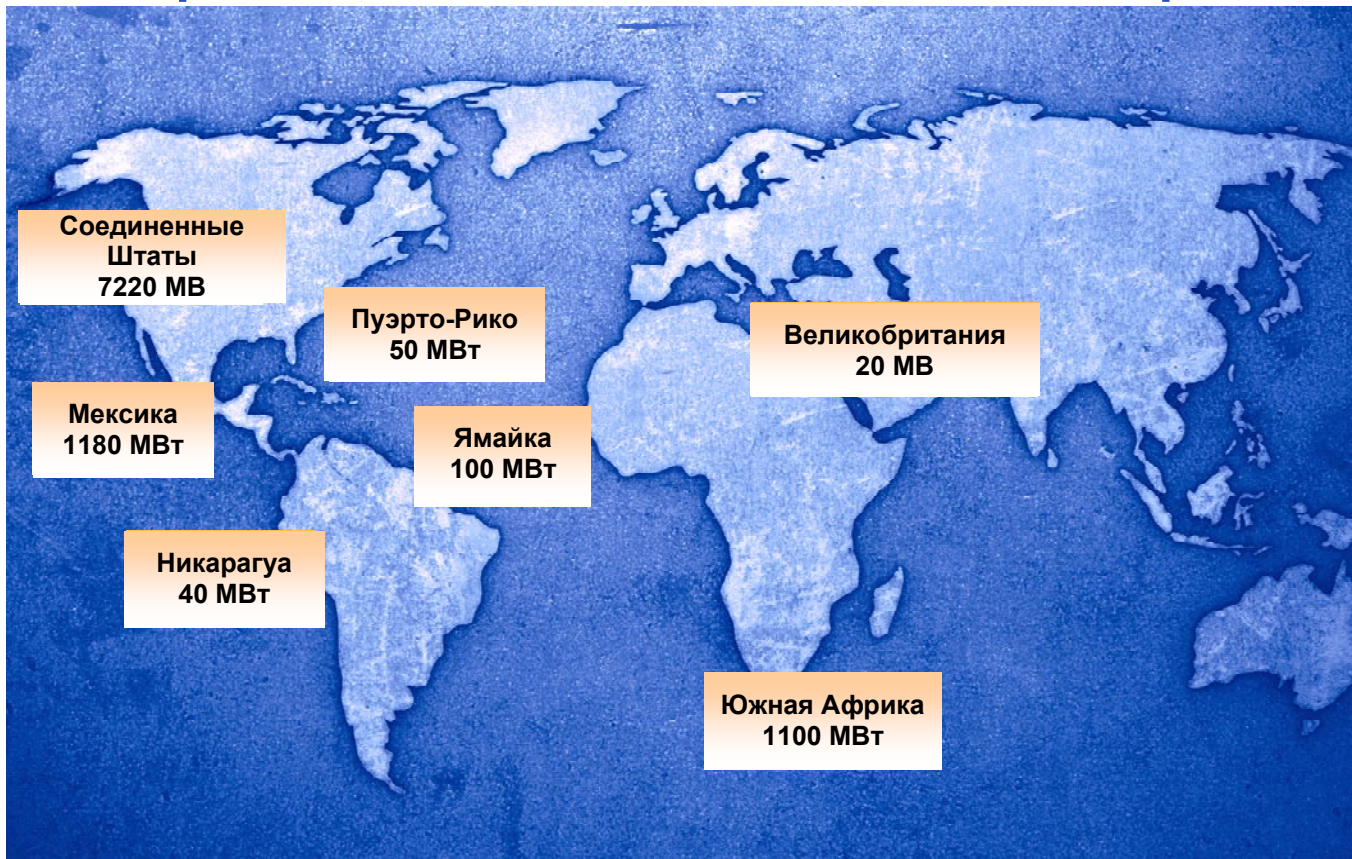 Соединенные
Штаты
7220 МВ
Пуэрто-Рико
50 МВт
Великобритания
20 МВ
Мексика
1180 МВт
Ямайка
100 МВт
Никарагуа
40 МВт
Южная Африка
1100 МВт